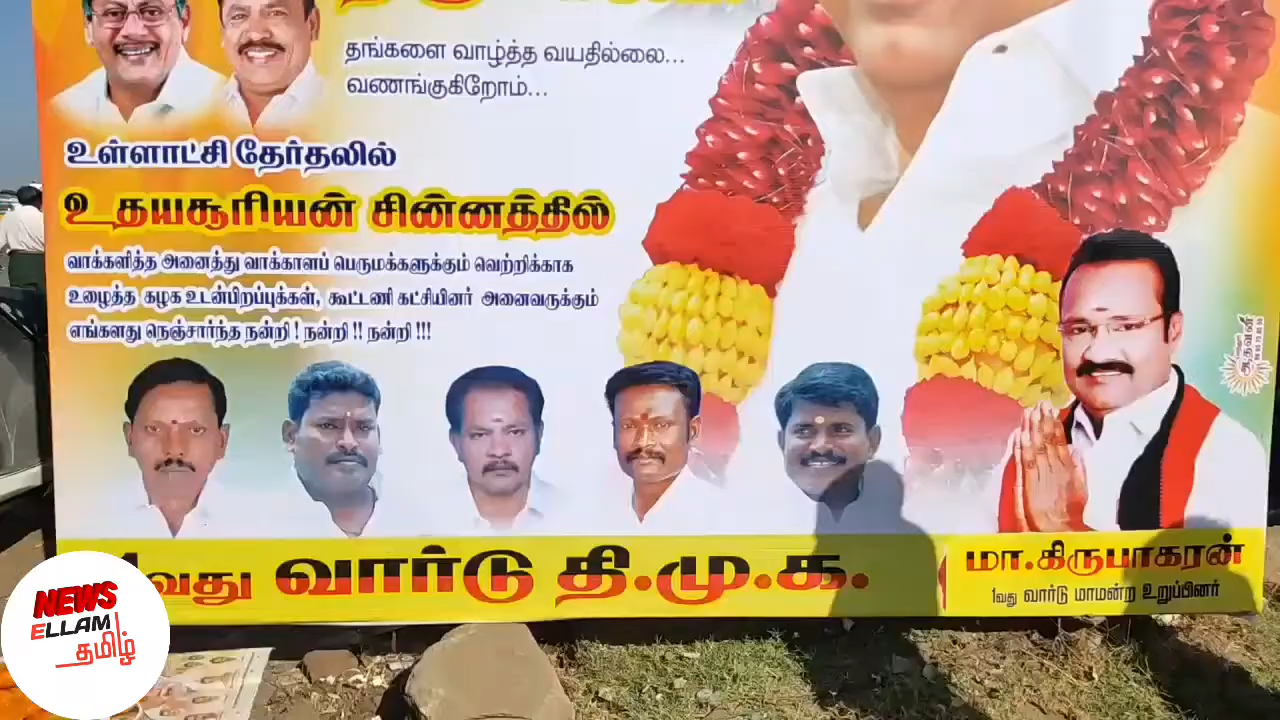 தங்களை வாழ்த்த வயதில்லை...
வணங்குகிறோம்...
உள்ளாட்சி தேர்தலில்
உதயசூரியன் சின்னத்தில்
வாக்களித்த அனைத்து வாக்காளப் பெருமக்களுக்கும் வெற்றிக்காக
உழைத்த கழக உடன்பிறப்புக்கள், கூட்டணி கட்சியினர் அனைவருக்கும்
எங்களது நெஞ்சார்ந்த நன்றி ! நன்றி !! நன்றி !!!
ஆதவன்
வது வார்டு தி.மு.க.
மா.கிருபாகரன்
1வது வார்டு மாமன்ற உறுப்பினர்
NEWS
ELLAM
தமிழ்